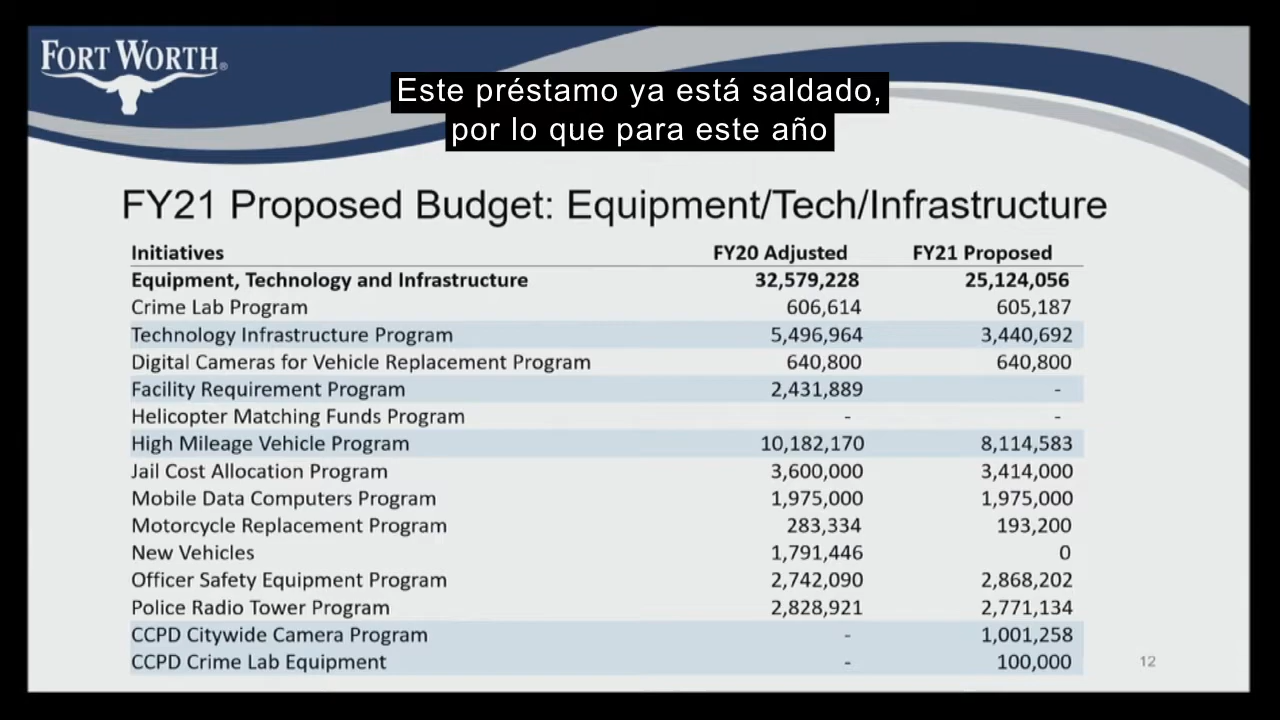 FORT WORTH®
Este préstamo ya está saldado,
por lo que para este año
FY21 Proposed Budget: Equipment/Tech/Infrastructure
Initiatives FY20 Adjusted FY21 Proposed
Equipment, Technology and Infrastructure 32,579,228 25,124,056
Crime Lab Program 606,614 605,187
Technology Infrastructure Program 5,496,964 3,440,692
Digital Cameras for Vehicle Replacement Program 640,800 640,800
Facility Requirement Program 2,431,889 -
Helicopter Matching Funds Program - -
High Mileage Vehicle Program 10,182,170 8,114,583
Jail Cost Allocation Program 3,600,000 3,414,000
Mobile Data Computers Program 1,975,000 1,975,000
Motorcycle Replacement Program 283,334 193,200
New Vehicles 1,791,446 0
Officer Safety Equipment Program 2,742,090 2,868,202
Police Radio Tower Program 2,828,921 2,771,134
CCPD Citywide Camera Program - 1,001,258
CCPD Crime Lab Equipment - 100,000
12